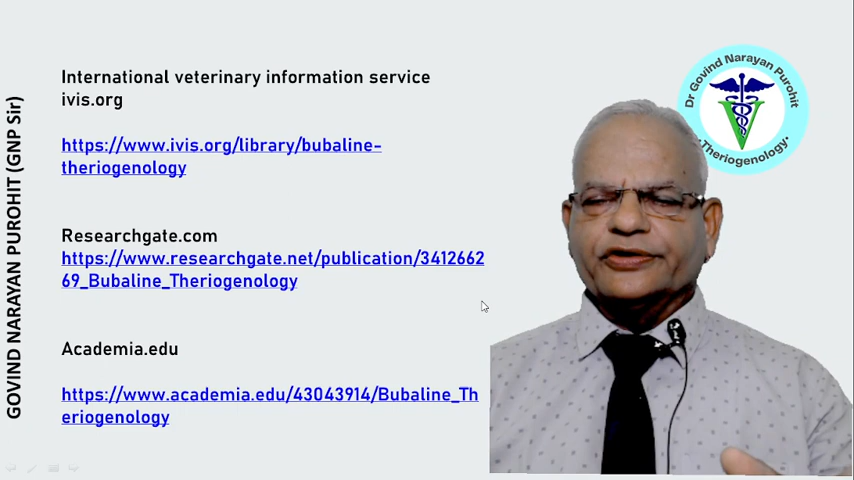 International veterinary information service
ivis.org
https://www.ivis.org/library/bubaline-
theriogenology
Researchgate.com
https://www.researchgate.net/publication/3412662
69_Bubaline_Theriogenology
Academia.edu
https://www.academia.edu/43043914/Bubaline_Th
eriogenology
GOVIND NARAYAN PUROHIT (GNP Sir)
Dr Govind Narayan Purohit
•Theriogenology•